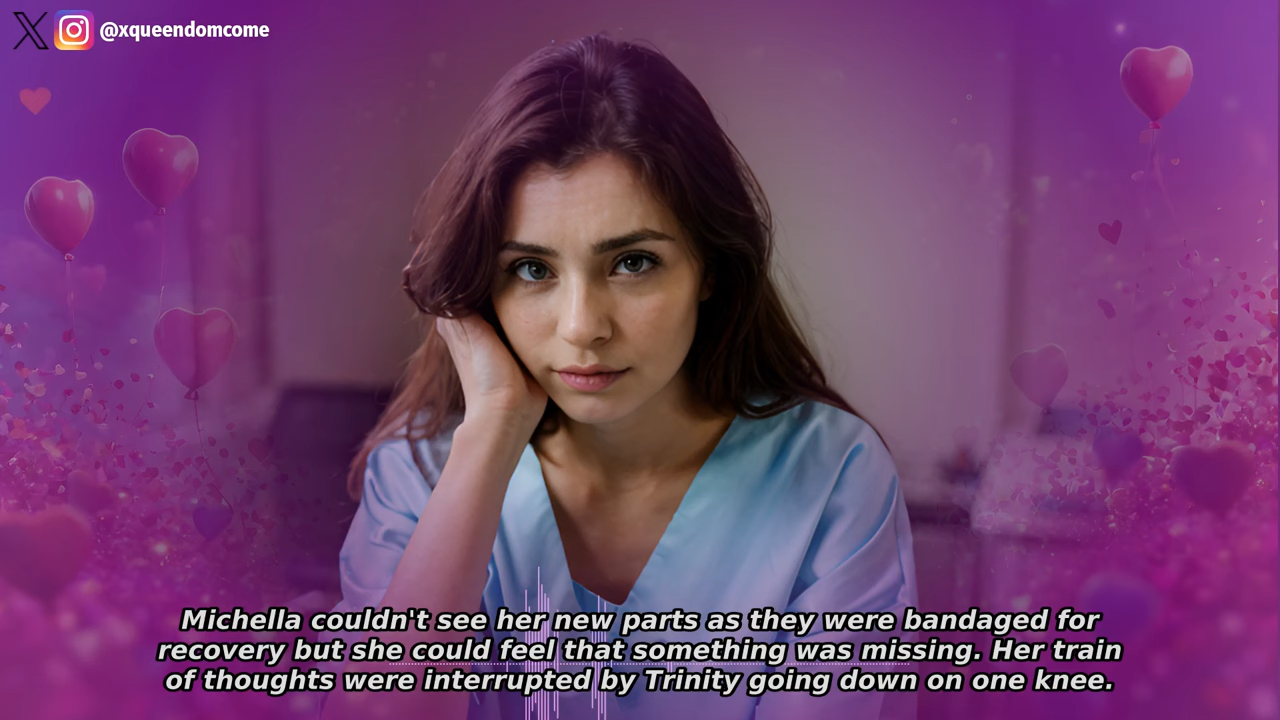 @xqueendomcome
Michella couldn't see her new parts as they were bandaged for
recovery but she could feel that something was missing. Her train
of thoughts were interrupted by Trinity going down on one knee.